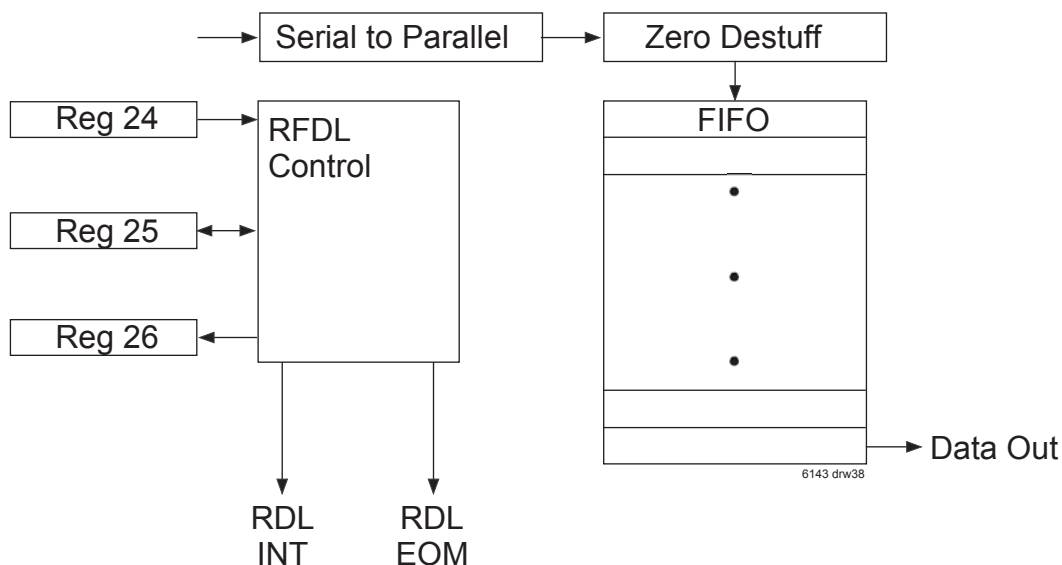 Serial to Parallel
Zero Destuff
Reg 24
RFDL
Control
FIFO
Reg 25
Reg 26
Data Out
6143 drw38
RDL
INT
RDL
EOM